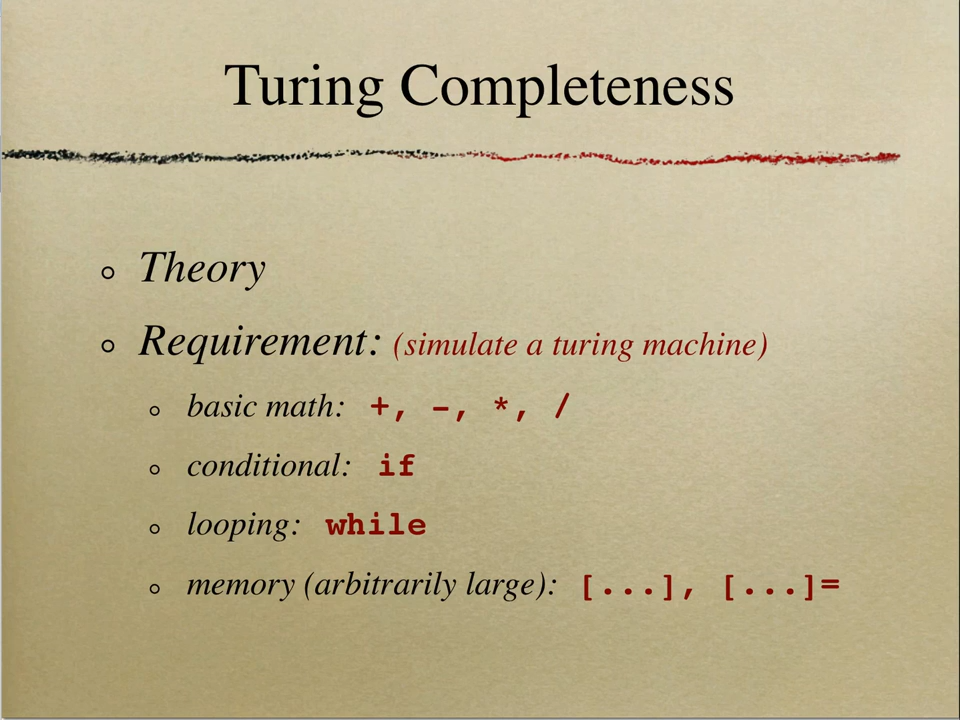 Turing Completeness
Theory
Requirement: (simulate a turing machine)
basic math: +, -, *, /
conditional: if
looping: while
memory (arbitrarily large): [...], [...]=